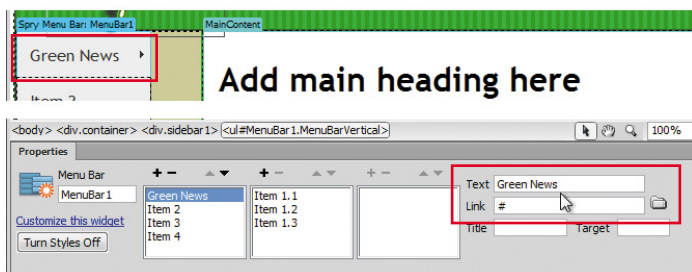 Spry Menu Bar: MenuBar1
MainContent
Green News
Add main heading here
Item 2
<body> <div.container> <div.sidebar1> <ul#MenuBar1.MenuBarVertical>
100%
Properties
Menu Bar
MenuBar1
Customize this widget
Turn Styles Off
Green News
Item 2
Item 3
Item 4
Item 1.1
Item 1.2
Item 1.3
Text Green News
Link #
Title Target